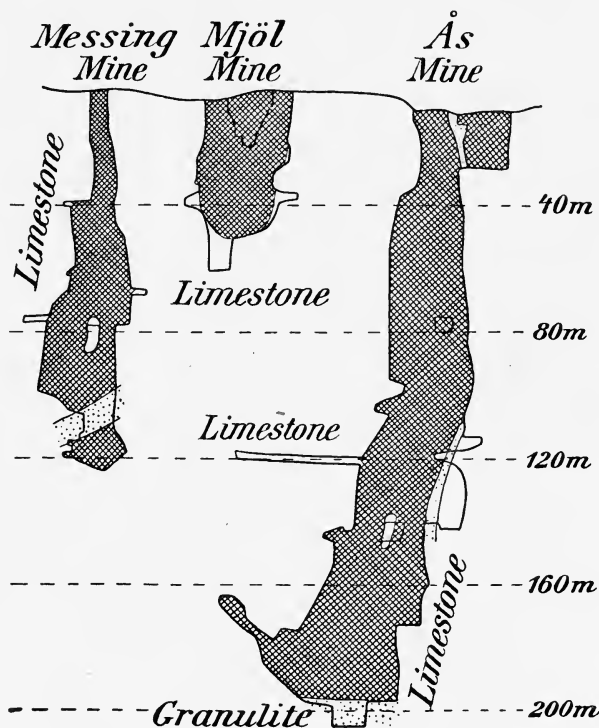 Messing
Mine
Mjöl
Mine
Ås
Mine
Limestone
40m
Limestone
80m
Limestone
120m
160m
Limestone
Granulite
200m